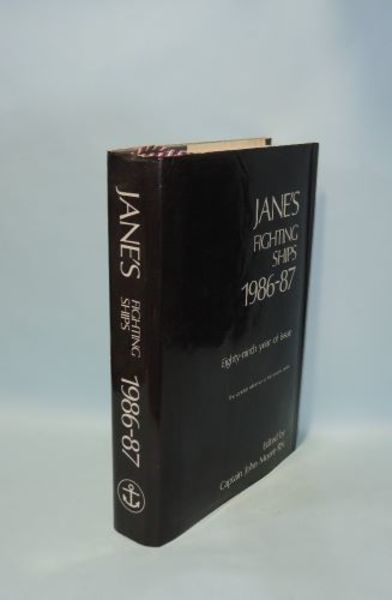 JANE'S
FIGHTING
SHIPS
1986-87
JANE'S
FIGHTING
SHIPS
1986-87
Eighty-ninth year of issue
Edited by
Captain John Moore RN